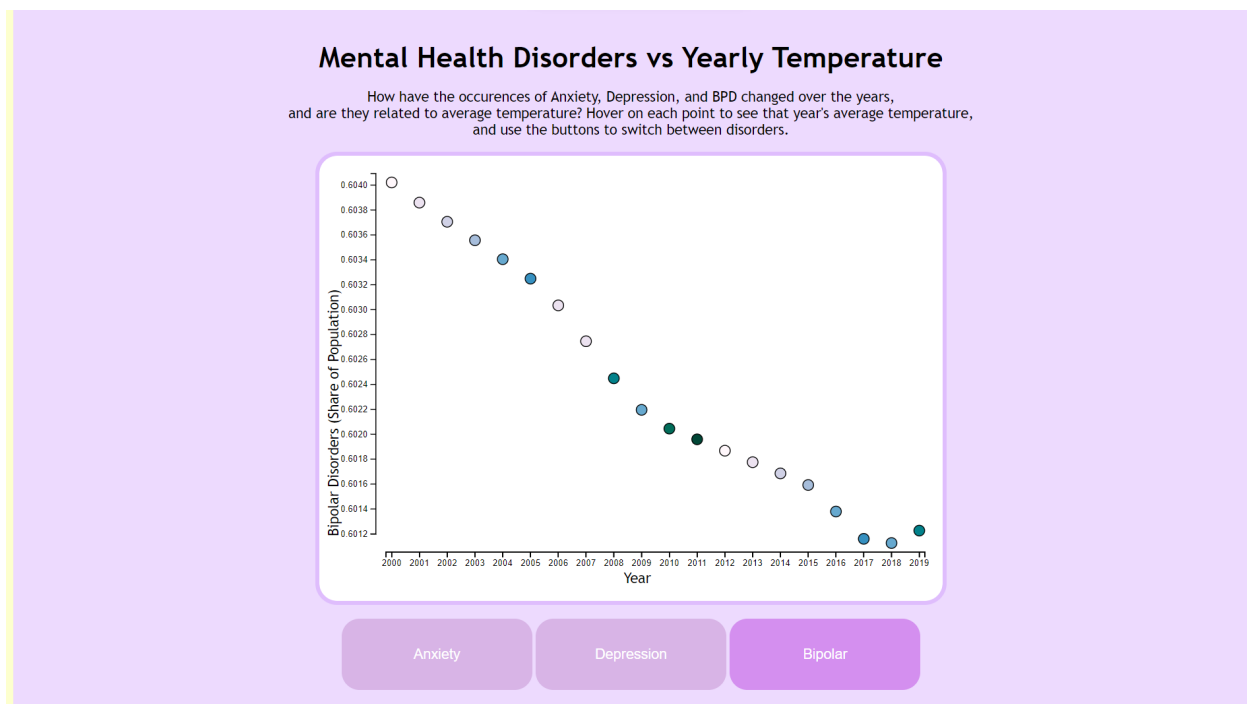 Mental Health Disorders vs Yearly Temperature
How have the occurences of Anxiety, Depression, and BPD changed over the years,
and are they related to average temperature? Hover on each point to see that year's average temperature,
and use the buttons to switch between disorders.
Bipolar Disorders (Share of Population)
0.6040
0.6038
0.6036
0.6034
0.6032
0.6030
0.6028
0.6026
0.6024
0.6022
0.6020
0.6018
0.6016
0.6014
0.6012
2000 2001 2002 2003 2004 2005 2006 2007 2008 2009 2010 2011 2012 2013 2014 2015 2016 2017 2018 2019
Year
Anxiety Depression Bipolar